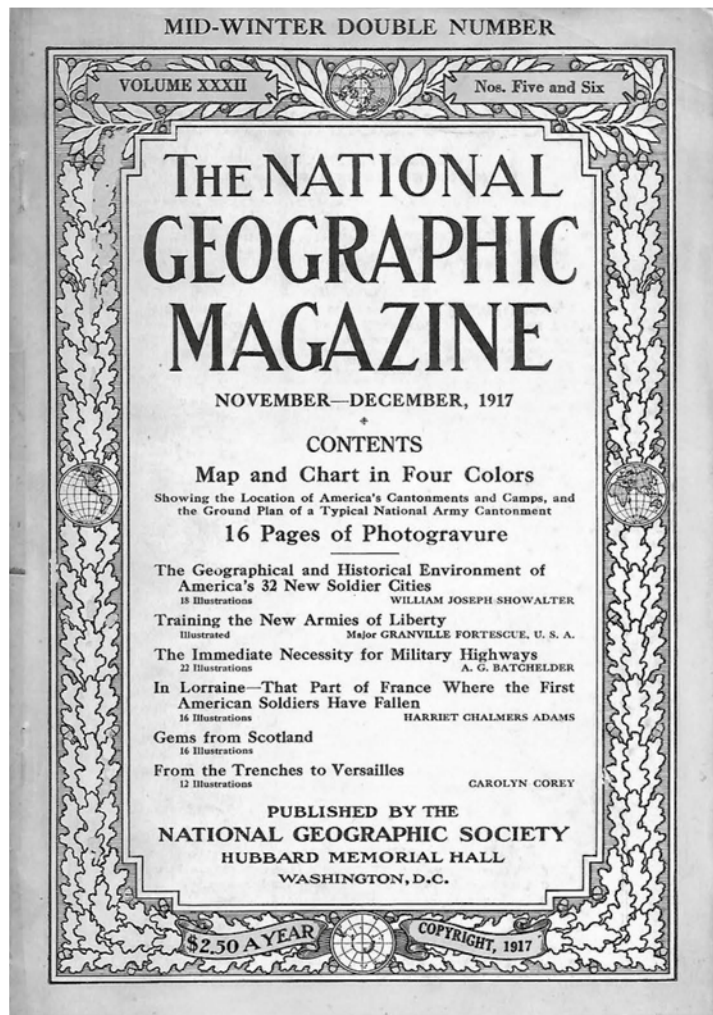 MID-WINTER DOUBLE NUMBER
VOLUME XXXII
Nos. Five and Six
THE NATIONAL
GEOGRAPHIC
MAGAZINE
NOVEMBER—DECEMBER, 1917
CONTENTS
Map and Chart in Four Colors
Showing the Location of America's Cantonments and Camps, and
the Ground Plan of a Typical National Army Cantonment
16 Pages of Photogravure
The Geographical and Historical Environment of
America's 32 New Soldier Cities
18 Illustrations WILLIAM JOSEPH SHOWALTER
Training the New Armies of Liberty
Illustrated Major GRANVILLE FORTESCUE, U. S. A.
The Immediate Necessity for Military Highways
22 Illustrations A. G. BATCHELDER
In Lorraine—That Part of France Where the First
American Soldiers Have Fallen
16 Illustrations HARRIET CHALMERS ADAMS
Gems from Scotland
16 Illustrations
From the Trenches to Versailles
12 Illustrations CAROLYN COREY
PUBLISHED BY THE
NATIONAL GEOGRAPHIC SOCIETY
HUBBARD MEMORIAL HALL
WASHINGTON, D.C.
$2.50 A YEAR
COPYRIGHT, 1917